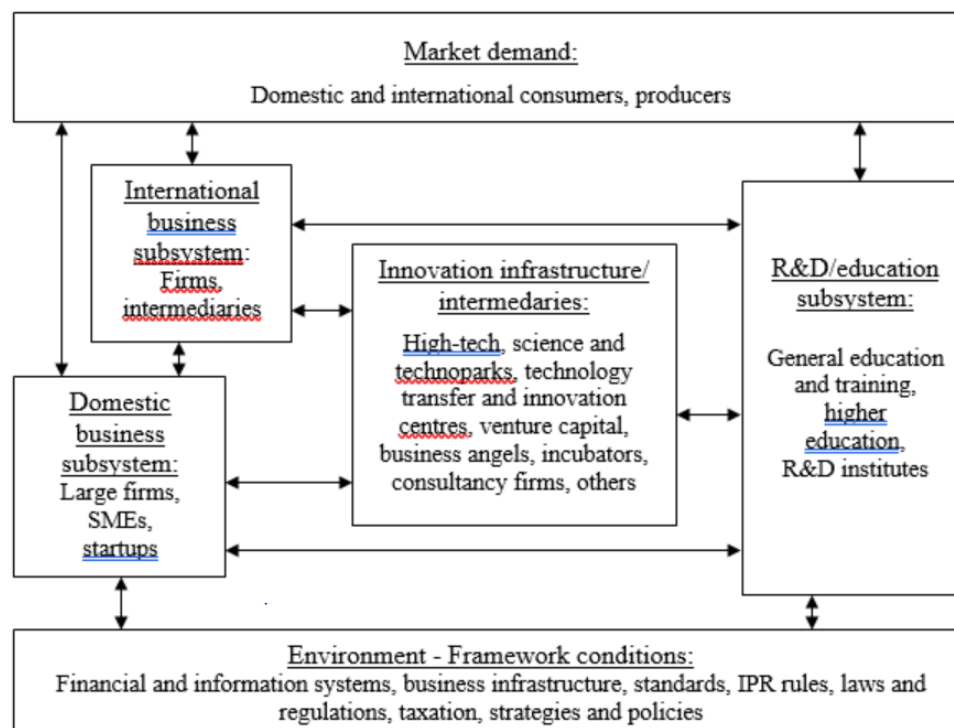 Market demand:
Domestic and international consumers, producers
International
business
subsystem:
Firms,
intermediaries
Innovation infrastructure/
intermedaries:
High-tech, science and
technoparks, technology
transfer and innovation
centres, venture capital,
business angels, incubators,
consultancy firms, others
R&D/education
subsystem:
General education
and training,
higher
education,
R&D institutes
Domestic
business
subsystem:
Large firms,
SMEs,
startups
Environment - Framework conditions:
Financial and information systems, business infrastructure, standards, IPR rules, laws and
regulations, taxation, strategies and policies